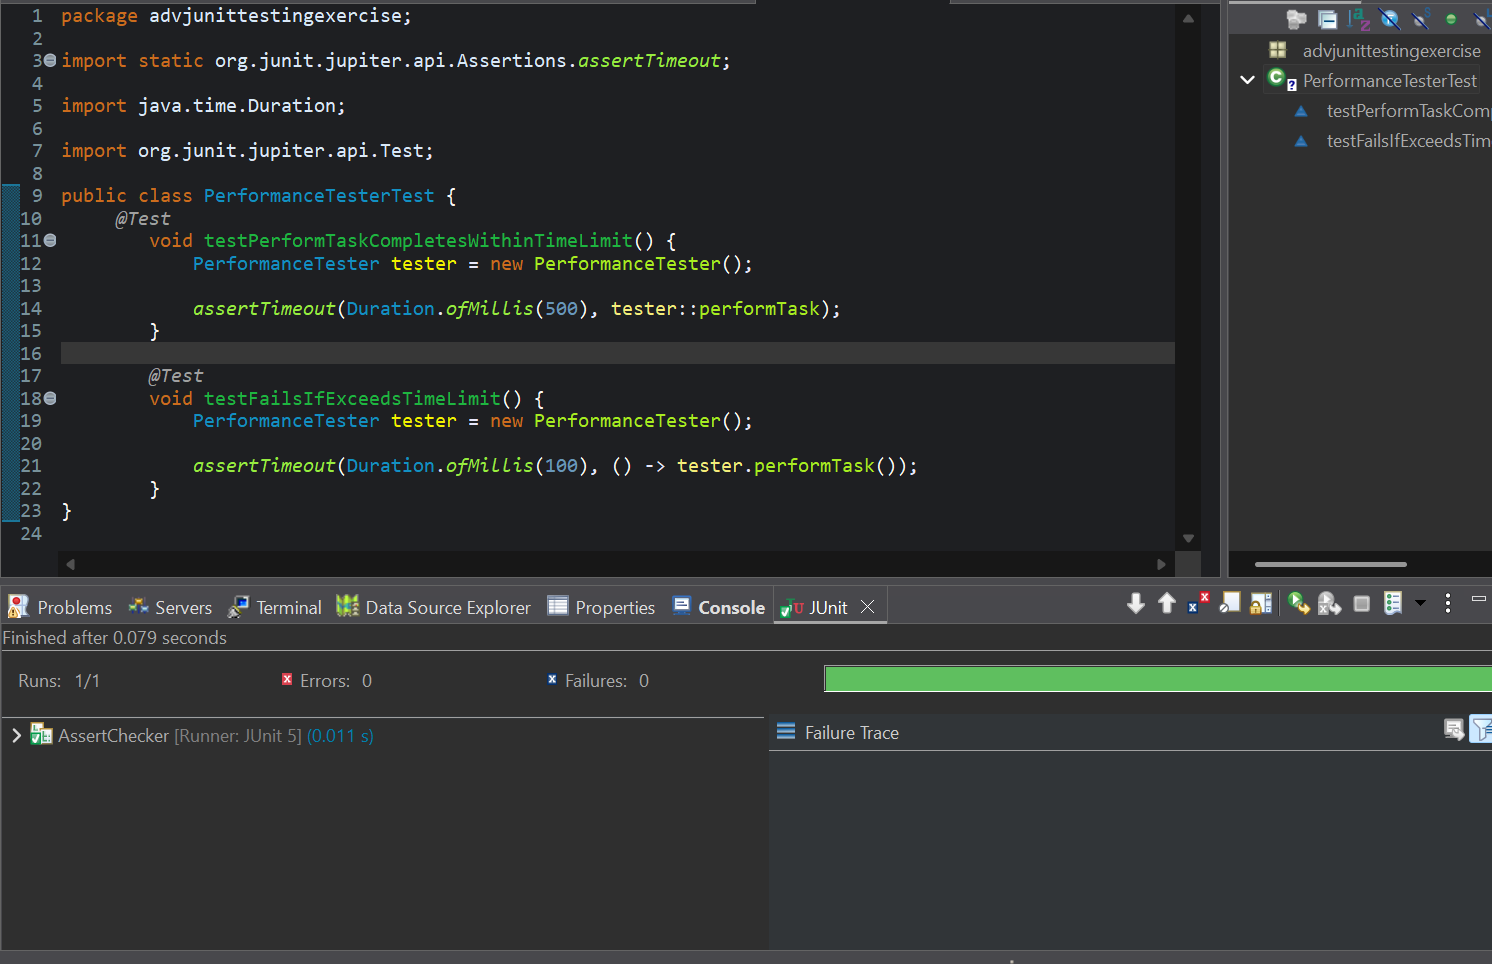 1 package advjunittestingexercise;
2
3 import static org.junit.jupiter.api.Assertions.assertTimeout;
4
5 import java.time.Duration;
6
7 import org.junit.jupiter.api.Test;
8
9 public class PerformanceTesterTest {
10 @Test
11 void testPerformTaskCompletesWithinTimeLimit() {
12 PerformanceTester tester = new PerformanceTester();
13
14 assertTimeout(Duration.ofMillis(500), tester::performTask);
15 }
16
17 @Test
18 void testFailsIfExceedsTimeLimit() {
19 PerformanceTester tester = new PerformanceTester();
20
21 assertTimeout(Duration.ofMillis(100), () -> tester.performTask());
22 }
23 }
24
advjunittestingexercise
PerformanceTesterTest
testPerformTaskCom
testFailsIfExceedsTim
Problems Servers Terminal Data Source Explorer Properties Console JUnit
Finished after 0.079 seconds
Runs: 1/1 Errors: 0 Failures: 0
AssertChecker [Runner: JUnit 5] (0.011 s)
Failure Trace